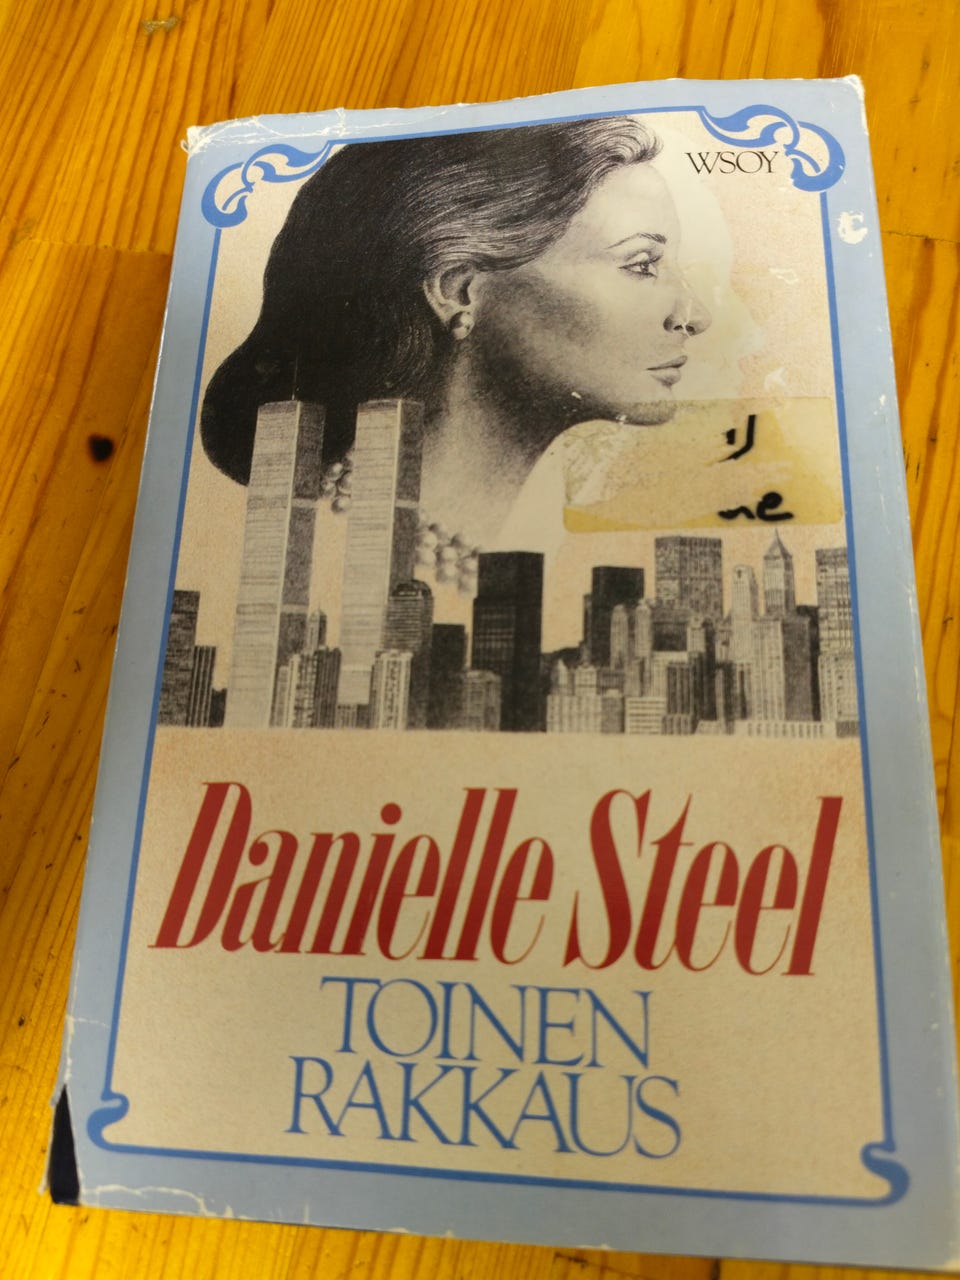 WSOY
Danielle Steel
TOINEN
RAKKAUS